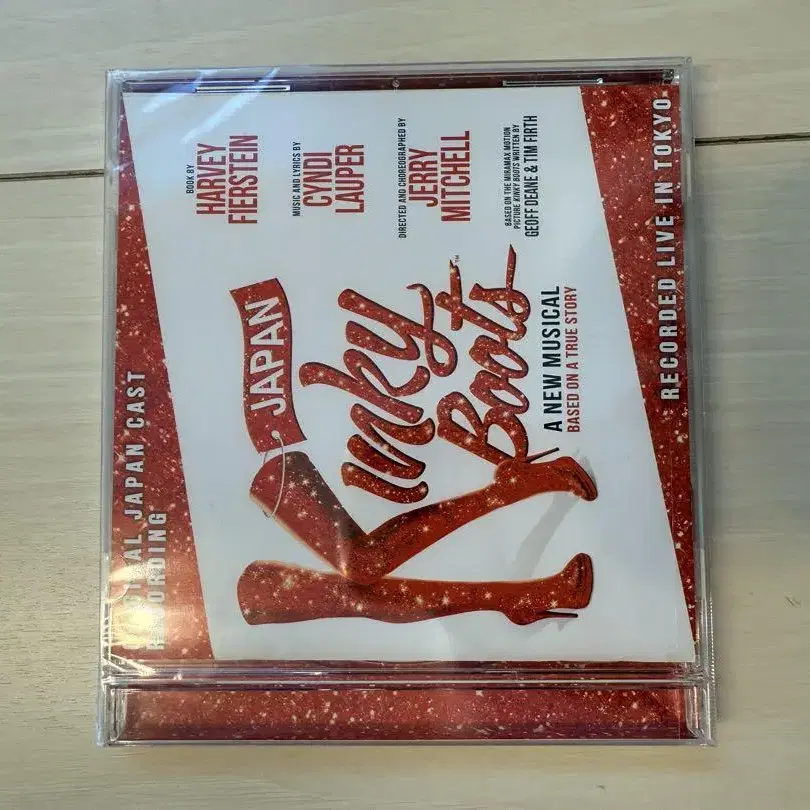 JAPAN CAST
RECORDING
BOOK BY
HARVEY
FIERSTEIN
MUSIC AND LYRICS BY
CYNDI
LAUPER
DIRECTED AND CHOREOGRAPHED BY
JERRY
MITCHELL
BASED ON THE MIRAMAX MOTION
PICTURE KINKY BOOTS WRITTEN BY
GEOFF DEANE & TIM FIRTH
JAPAN
Kinky
Boots™
A NEW MUSICAL
BASED ON A TRUE STORY
RECORDED LIVE IN TOKYO